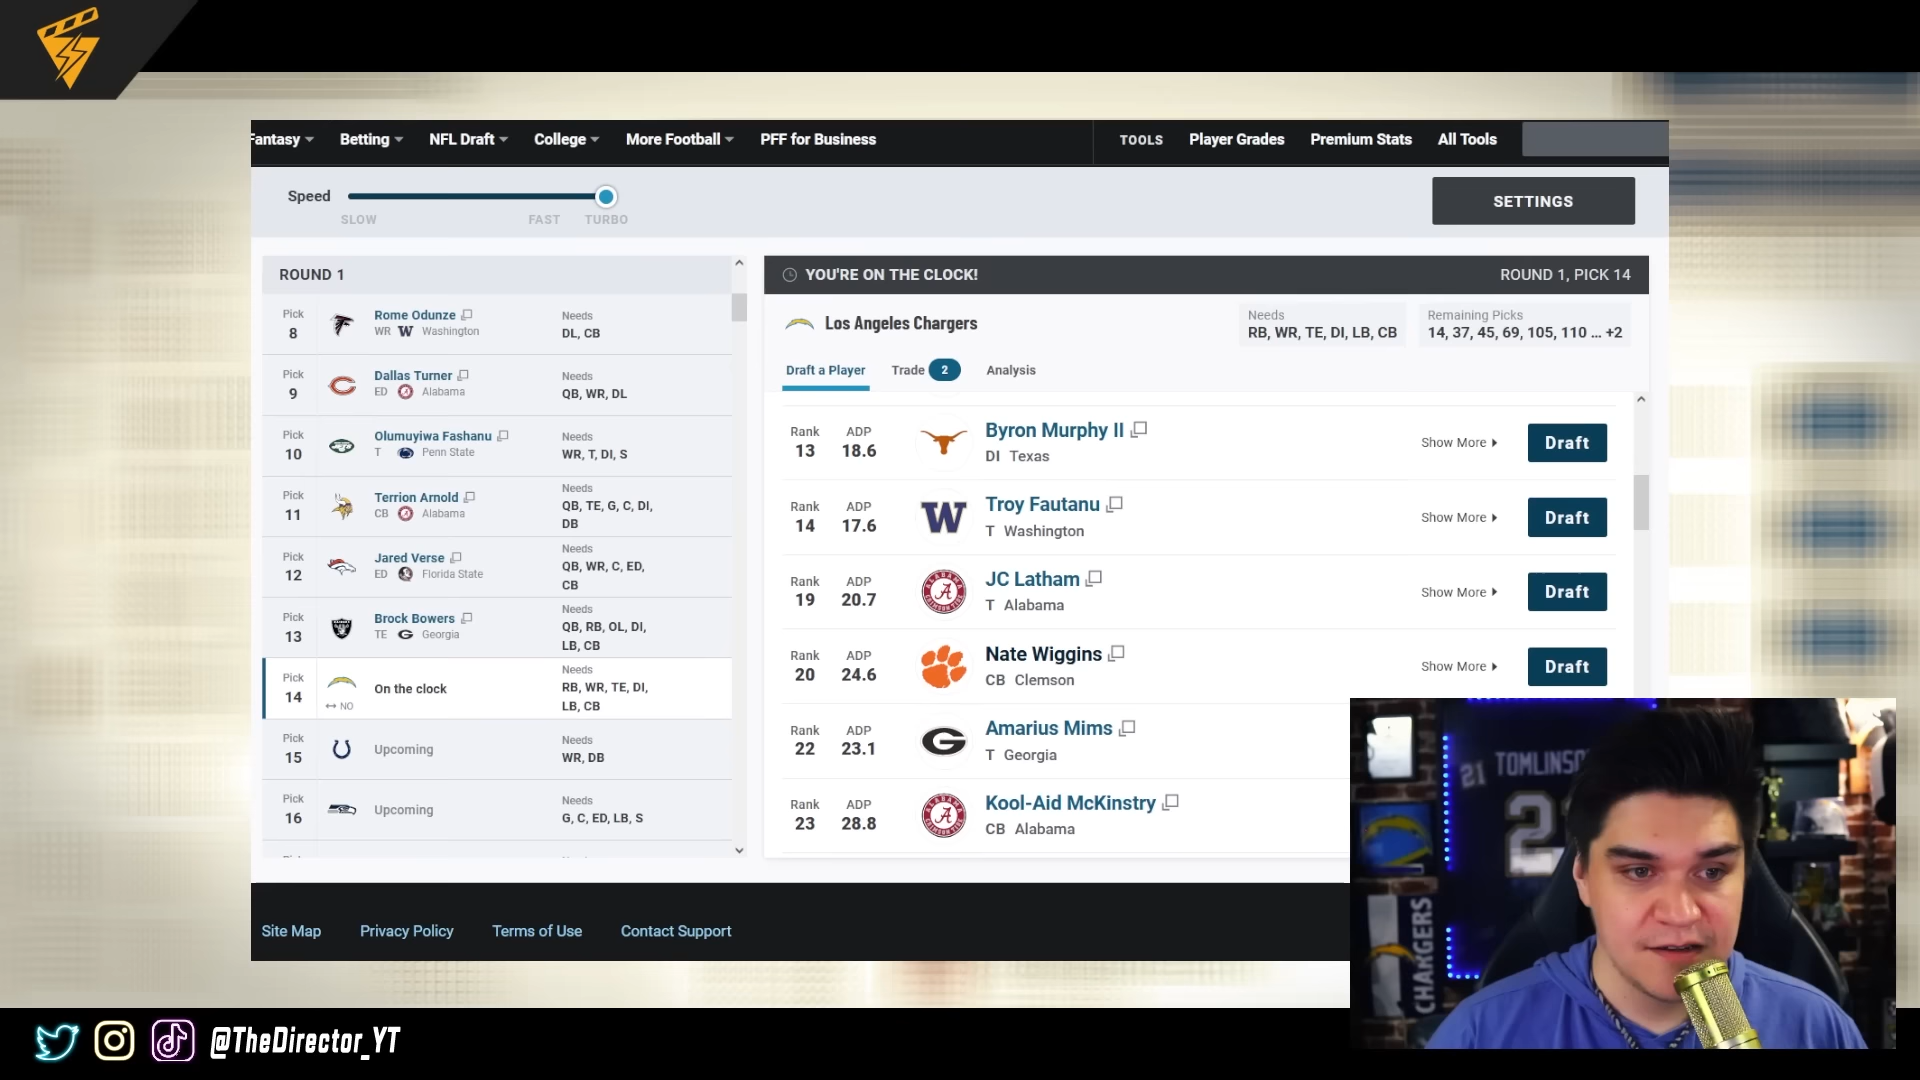 Fantasy Betting NFL Draft College More Football PFF for Business TOOLS Player Grades Premium Stats All Tools
Speed
SLOW FAST TURBO
SETTINGS
ROUND 1
Pick 8
Rome Odunze
WR W Washington
Needs
DL, CB
Pick 9
Dallas Turner
ED Alabama
Needs
QB, WR, DL
Pick 10
Olumuyiwa Fashanu
T Penn State
Needs
WR, T, DI, S
Pick 11
Terrion Arnold
CB Alabama
Needs
QB, TE, G, C, DI,
DB
Pick 12
Jared Verse
ED Florida State
Needs
QB, WR, C, ED,
CB
Pick 13
Brock Bowers
TE G Georgia
Needs
QB, RB, OL, DI,
LB, CB
Pick 14
NO
On the clock
Needs
RB, WR, TE, DI,
LB, CB
Pick 15
Upcoming
Needs
WR, DB
Pick 16
Upcoming
Needs
G, C, ED, LB, S
YOU'RE ON THE CLOCK! ROUND 1, PICK 14
Los Angeles Chargers
Needs
RB, WR, TE, DI, LB, CB
Remaining Picks
14, 37, 45, 69, 105, 110 ... +2
Draft a Player Trade 2 Analysis
Rank 13 ADP 18.6
Byron Murphy II
DI Texas
Show More Draft
Rank 14 ADP 17.6
W
Troy Fautanu
T Washington
Show More Draft
Rank 19 ADP 20.7
JC Latham
T Alabama
Show More Draft
Rank 20 ADP 24.6
Nate Wiggins
CB Clemson
Show More Draft
Rank 22 ADP 23.1
G
Amarius Mims
T Georgia
Rank 23 ADP 28.8
Kool-Aid McKinstry
CB Alabama
Site Map Privacy Policy Terms of Use Contact Support
21 TOMLINSO
2
CHARGERS
@TheDirector_YT